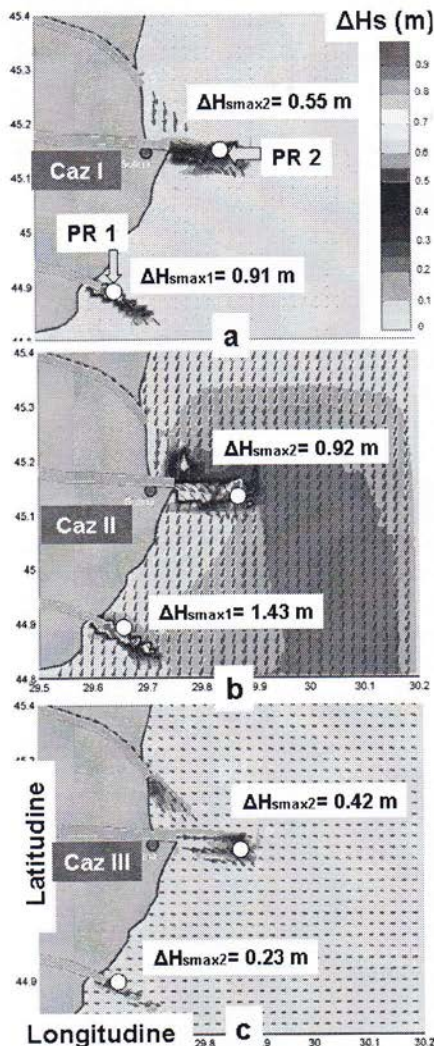 45.4
ΔHs (m)
0.9
0.8
0.7
0.6
0.5
0.4
0.3
0.2
0.1
0
45.3
45.2
45.1
45
44.9
ΔHsmax2= 0.55 m
PR 2
Caz I
PR 1
ΔHsmax1= 0.91 m
a
45.4
45.3
45.2
45.1
45
44.9
44.8
ΔHsmax2= 0.92 m
Caz II
ΔHsmax1= 1.43 m
29.5
29.6
29.7
29.8
29.9
30
30.1
30.2
b
45.4
ΔHsmax2= 0.42 m
Caz III
Latitudine
ΔHsmax2= 0.23 m
44.9
Longitudine
29.8
c
30
30.1
30.2